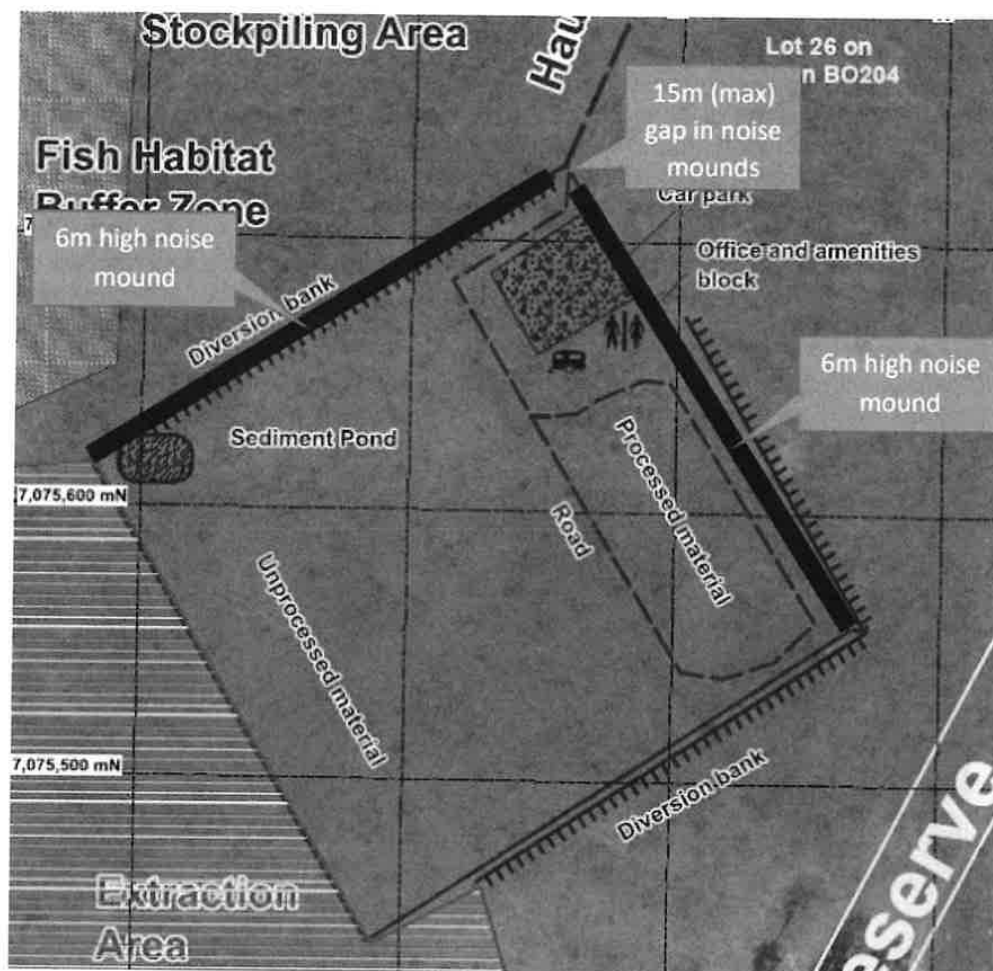 Stockpiling Area
Lot 26 on
n BO204
15m (max)
gap in noise
mounds
Fish Habitat
Buffer Zone
Car park
6m high noise
mound
Office and amenities
block
Diversion bank
6m high noise
mound
Sediment Pond
Processed material
7,075,600 mN
Road
Unprocessed material
7,075,500 mN
Diversion bank
Extraction
Area